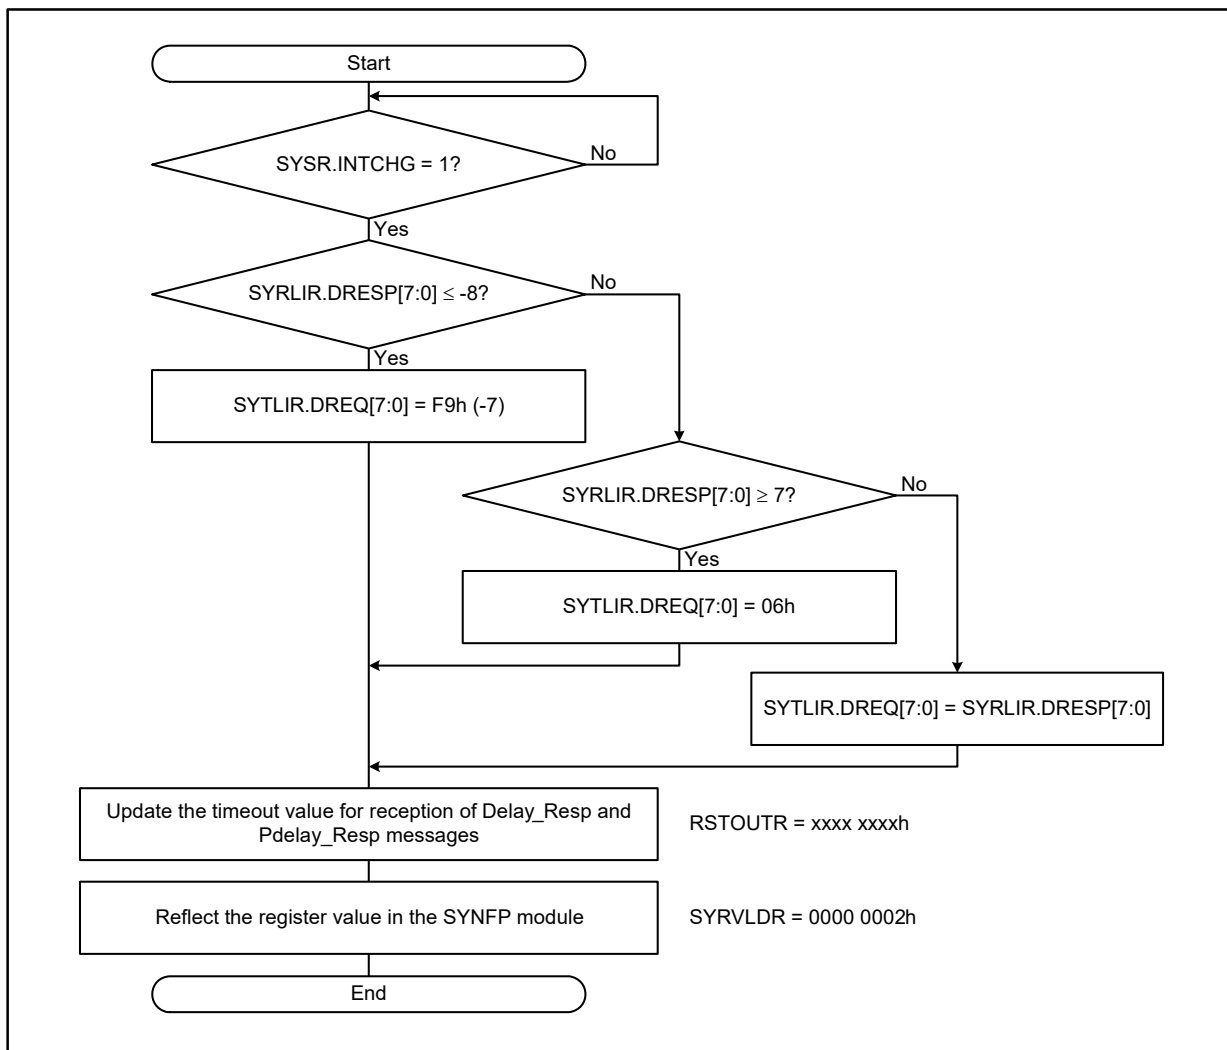 Start
SYSR.INTCHG = 1?
No
Yes
SYRLIR.DRESP[7:0] ≤ -8?
No
Yes
SYTLIR.DREQ[7:0] = F9h (-7)
SYRLIR.DRESP[7:0] ≥ 7?
No
Yes
SYTLIR.DREQ[7:0] = 06h
SYTLIR.DREQ[7:0] = SYRLIR.DRESP[7:0]
Update the timeout value for reception of Delay_Resp and
Pdelay_Resp messages
RSTOUTR = xxxx xxxxh
Reflect the register value in the SYNFP module
SYRVLDR = 0000 0002h
End